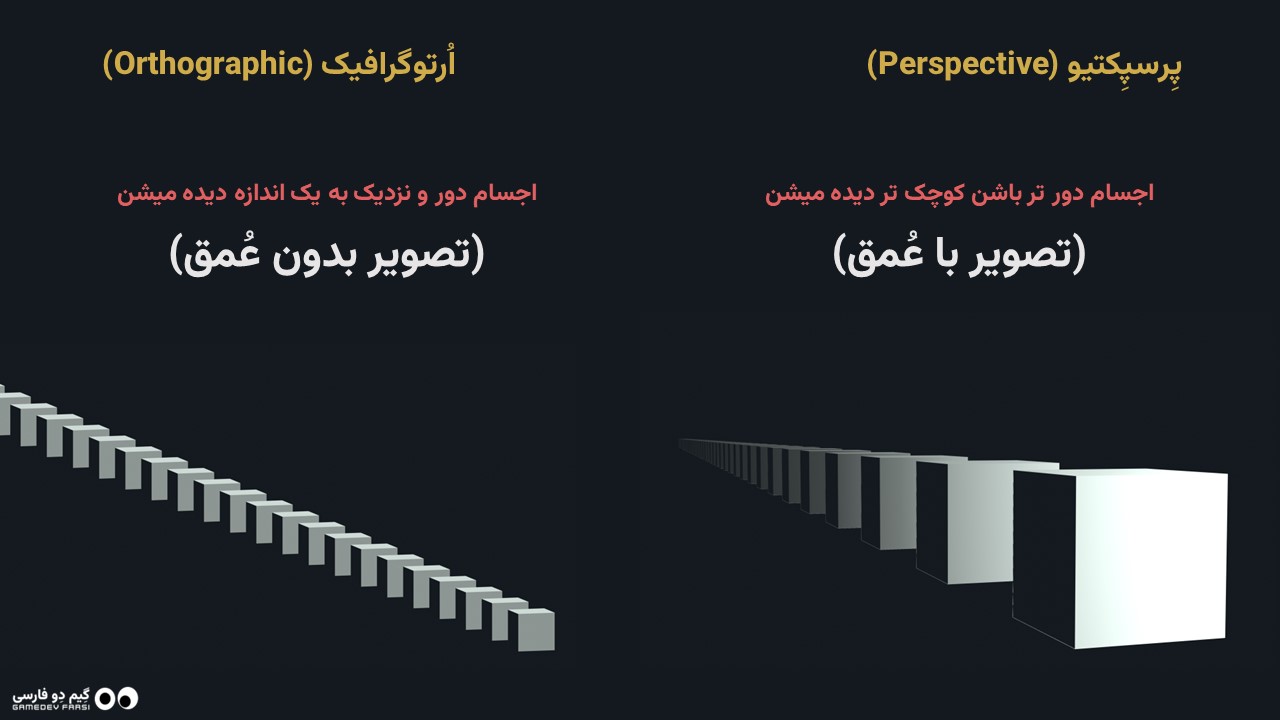 پِرسپِکتیو (Perspective)
اجسام دور تر باشن کوچک تر دیده میشن
(تصویر با عُمق)
اُرتوگرافیک (Orthographic)
اجسام دور و نزدیک به یک اندازه دیده میشن
(تصویر بدون عُمق)
گیم دِو فارسی
GAMEDEV FARSI